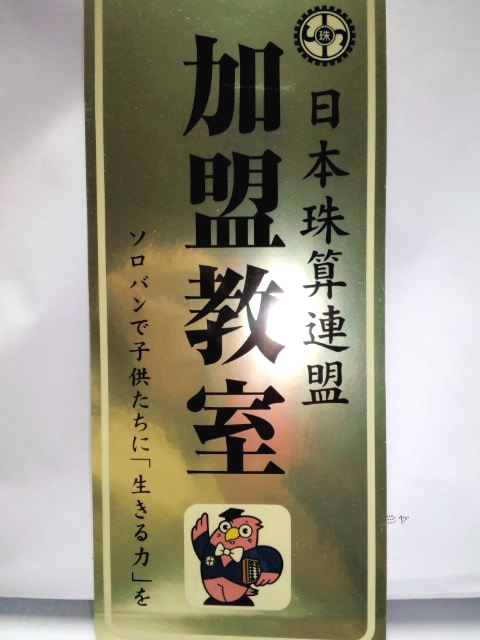 珠
日本珠算連盟
加盟教室
ソロバンで子供たちに「生きる力」を